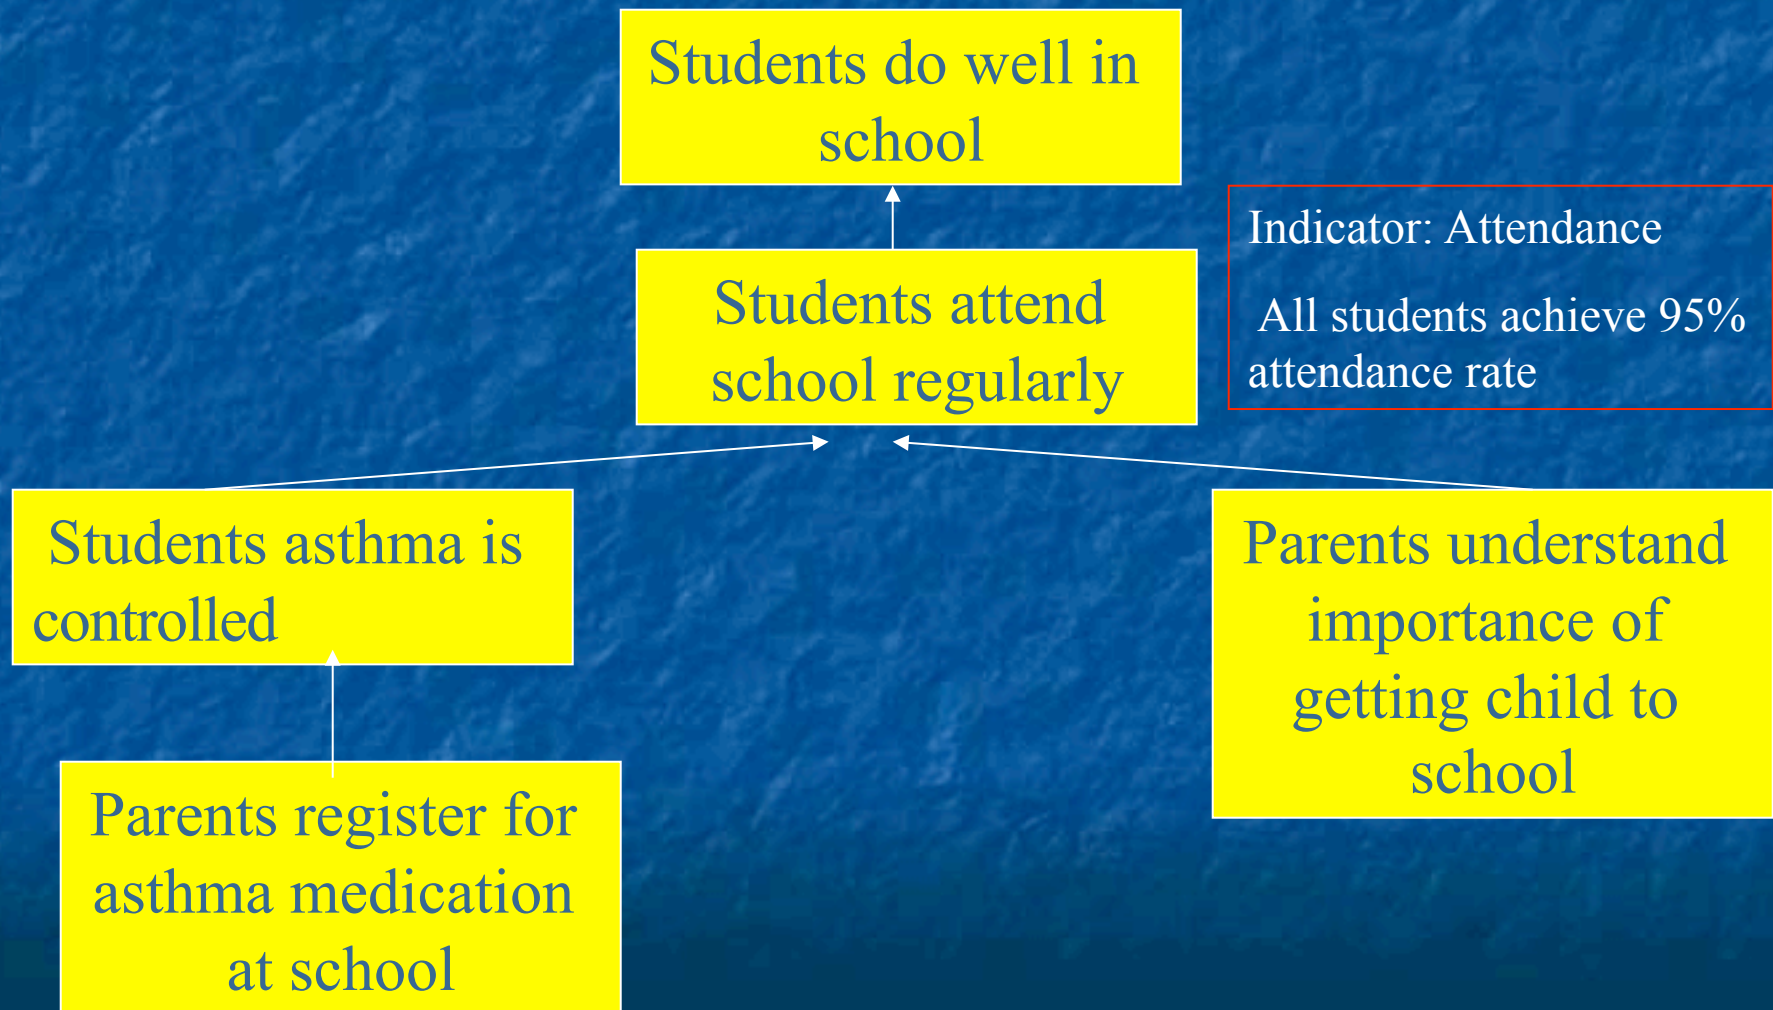 Students do well in
school
Indicator: Attendance
All students achieve 95%
attendance rate
Students attend
school regularly
Students asthma is
controlled
Parents understand
importance of
getting child to
school
Parents register for
asthma medication
at school